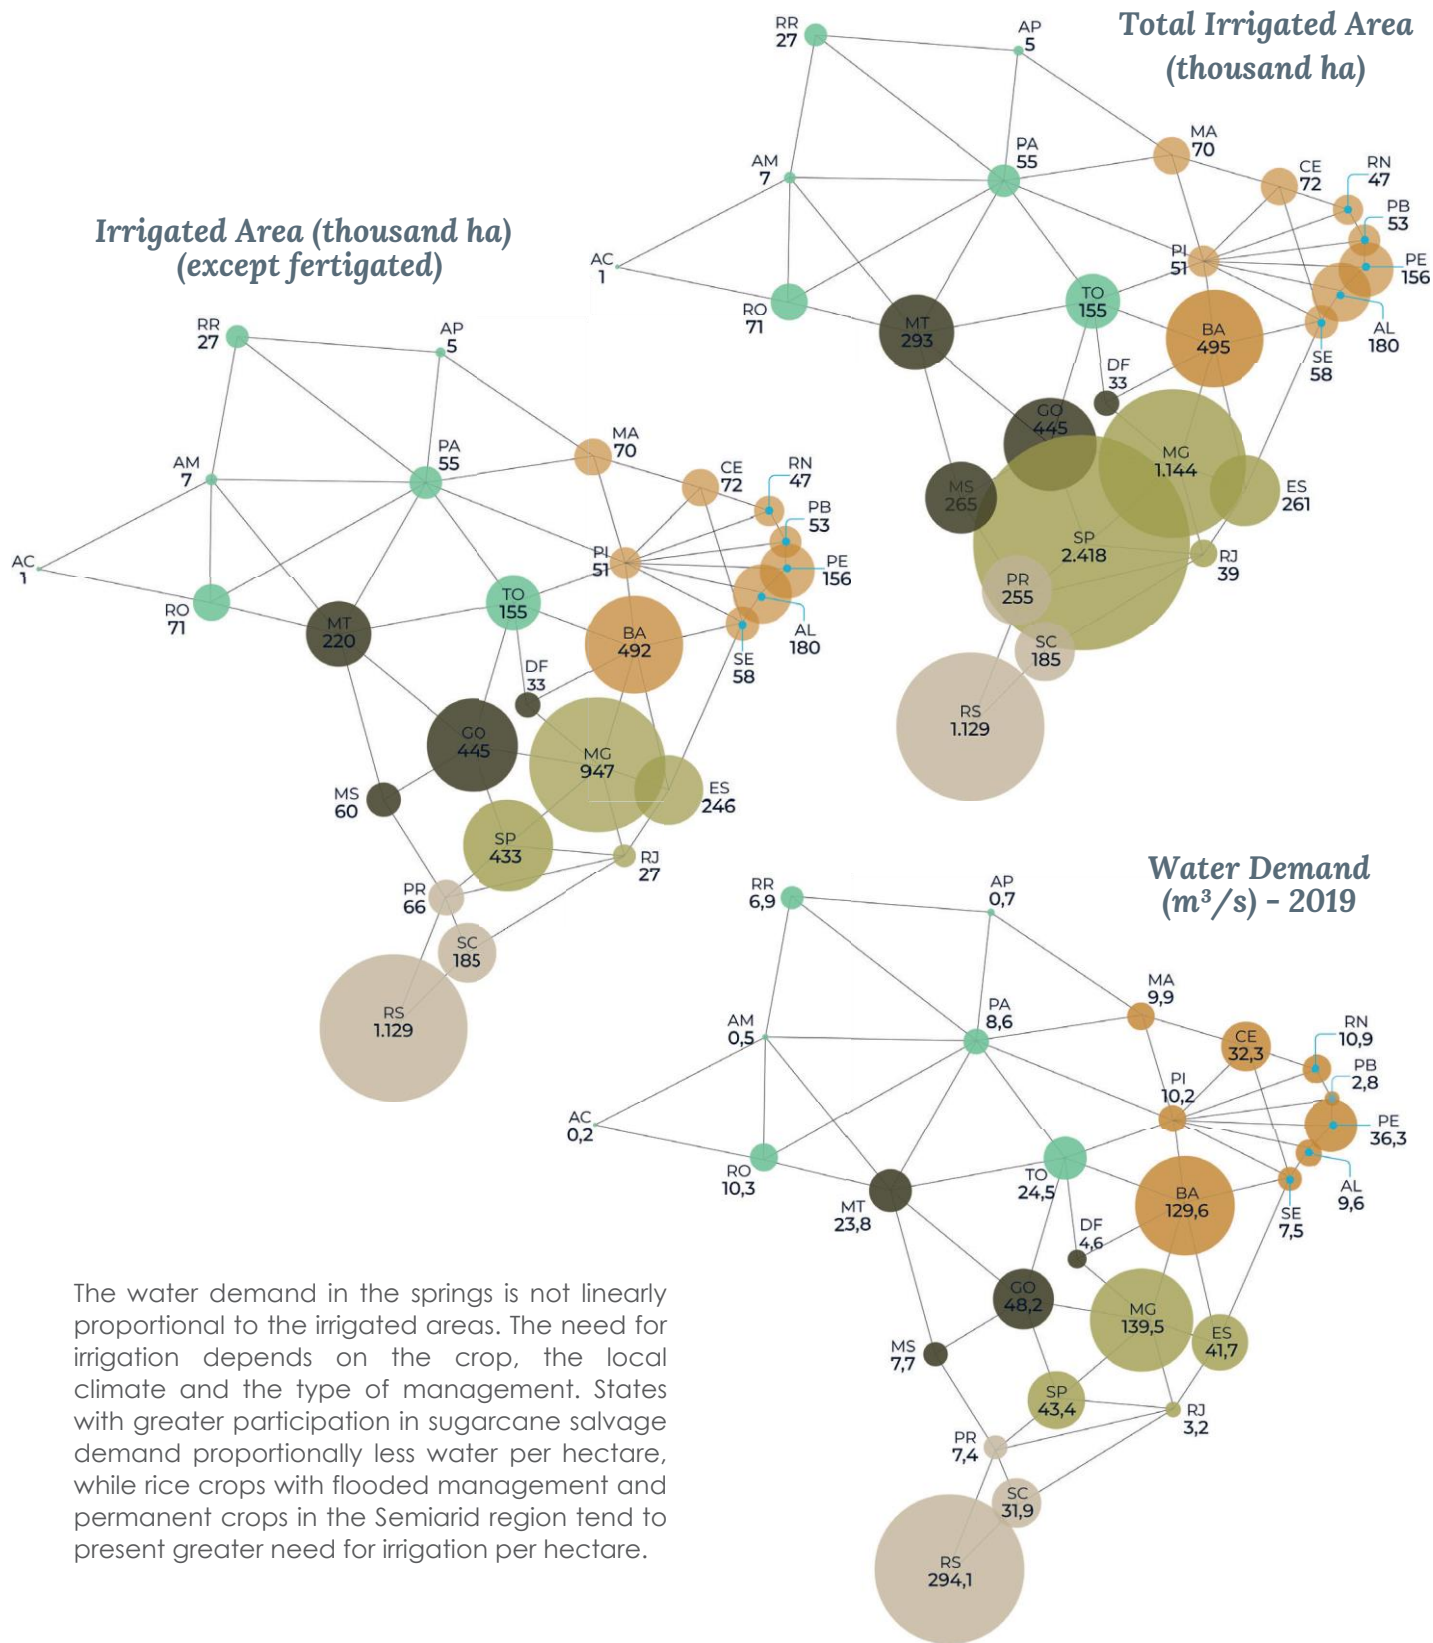 Total Irrigated Area
(thousand ha)
RR
27
AP
5
MA
70
PA
55
AM
7
CE
72
RN
47
PB
53
PI
51
PE
156
AC
1
RO
71
MT
293
TO
155
BA
495
AL
180
SE
58
DF
33
GO
445
MG
1.144
MS
265
ES
261
SP
2.418
RJ
39
PR
255
SC
185
RS
1.129
Irrigated Area (thousand ha)
(except fertigated)
RR
27
AP
5
MA
70
PA
55
AM
7
CE
72
RN
47
PB
53
PI
51
PE
156
AC
1
RO
71
MT
220
TO
155
BA
492
AL
180
SE
58
DF
33
GO
445
MG
947
MS
60
ES
246
SP
433
RJ
27
PR
66
SC
185
RS
1.129
Water Demand
(m³/s) - 2019
RR
6,9
AP
0,7
MA
9,9
PA
8,6
AM
0,5
CE
32,3
RN
10,9
PB
2,8
PI
10,2
PE
36,3
AC
0,2
RO
10,3
MT
23,8
TO
24,5
BA
129,6
AL
9,6
SE
7,5
DF
4,6
GO
48,2
MG
139,5
MS
7,7
ES
41,7
SP
43,4
RJ
3,2
PR
7,4
SC
31,9
RS
294,1
The water demand in the springs is not linearly
proportional to the irrigated areas. The need for
irrigation depends on the crop, the local
climate and the type of management. States
with greater participation in sugarcane salvage
demand proportionally less water per hectare,
while rice crops with flooded management and
permanent crops in the Semiarid region tend to
present greater need for irrigation per hectare.